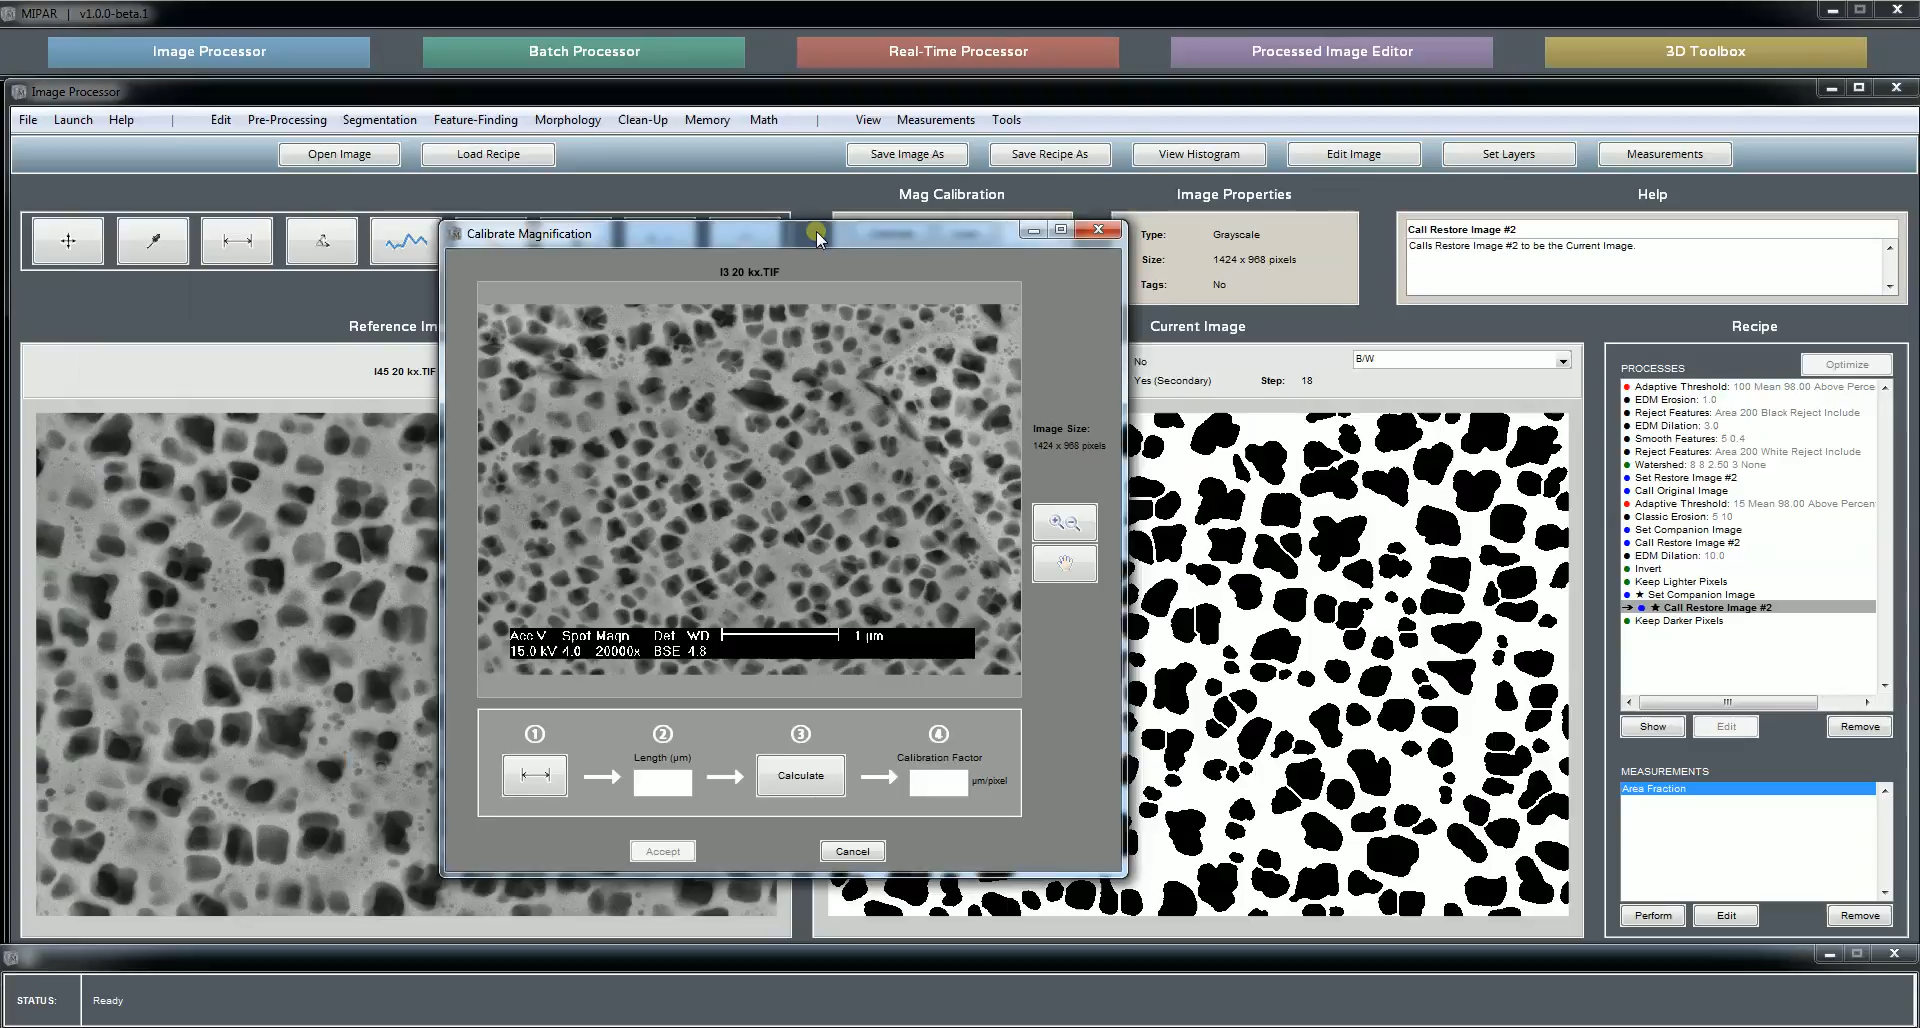 MIPAR | v1.0.0-beta.1
Image Processor
Batch Processor
Real-Time Processor
Processed Image Editor
3D Toolbox
Image Processor
File Launch Help | Edit Pre-Processing Segmentation Feature-Finding Morphology Clean-Up Memory Math | View Measurements Tools
Open Image
Load Recipe
Save Image As
Save Recipe As
View Histogram
Edit Image
Set Layers
Measurements
Mag Calibration
Image Properties
Help
Type: Grayscale
Size: 1424 x 968 pixels
Tags: No
Call Restore Image #2
Calls Restore Image #2 to be the Current Image.
Calibrate Magnification
I3 20 kx.TIF
Acc V Spot Magn Det WD 1 µm
15.0 kV 4.0 20000x BSE 4.8
Image Size:
1424 x 968 pixels
1
2
3
4
Length (µm)
Calculate
Calibration Factor
µm/pixel
Accept
Cancel
Reference Im
I45 20 kx.TIF
Current Image
No
Yes (Secondary)
Step: 18
B/W
Recipe
PROCESSES
Optimize
Adaptive Threshold: 100 Mean 98.00 Above Perce
EDM Erosion: 1.0
Reject Features: Area 200 Black Reject Include
EDM Dilation: 3.0
Smooth Features: 5 0.4
Reject Features: Area 200 White Reject Include
Watershed: 8 8 2.50 3 None
Set Restore Image #2
Call Original Image
Adaptive Threshold: 15 Mean 98.00 Above Percen
Classic Erosion: 5 10
Set Companion Image
Call Restore Image #2
EDM Dilation: 10.0
Invert
Keep Lighter Pixels
★ Set Companion Image
★ Call Restore Image #2
Keep Darker Pixels
Show
Edit
Remove
MEASUREMENTS
Area Fraction
Perform
Edit
Remove
STATUS:
Ready